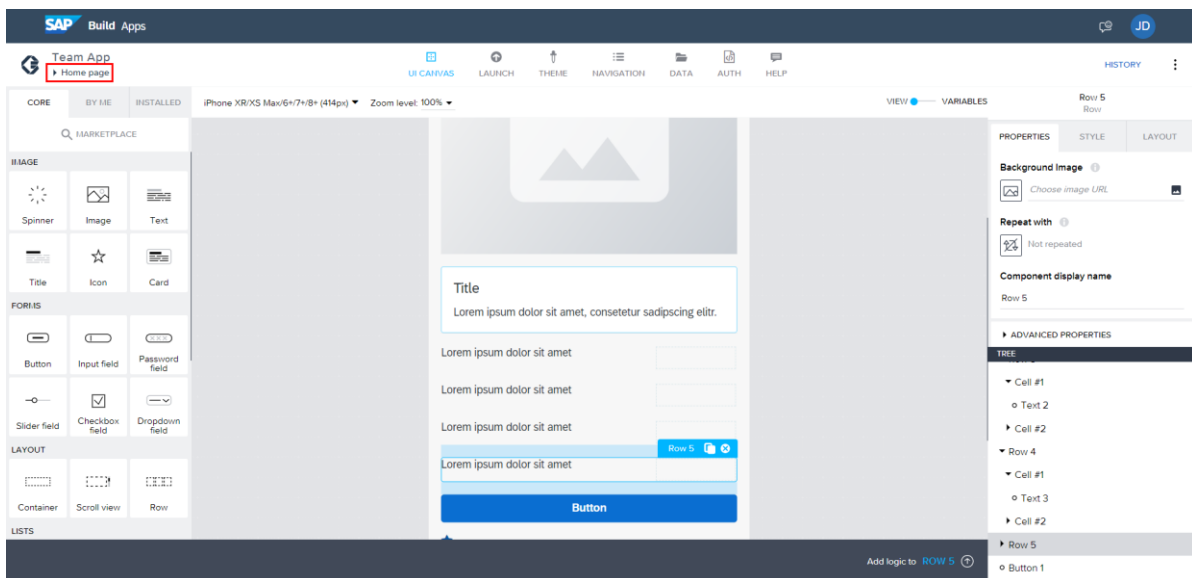 SAP Build Apps
JD
Team App
Home page
UI CANVAS
LAUNCH
THEME
NAVIGATION
DATA
AUTH
HELP
HISTORY
CORE
BY ME
INSTALLED
iPhone XR/XS Max/6+/7+/8+ (414px)
Zoom level: 100%
VIEW
VARIABLES
Row 5
Row
MARKETPLACE
PROPERTIES
STYLE
LAYOUT
IMAGE
Background Image
Choose image URL
Spinner
Image
Text
Repeat with
Not repeated
Title
Icon
Card
Component display name
Row 5
Title
Lorem ipsum dolor sit amet, consetetur sadipscing elitr.
FORMS
ADVANCED PROPERTIES
Button
Input field
Password field
Lorem ipsum dolor sit amet
TREE
Cell #1
Lorem ipsum dolor sit amet
Text 2
Slider field
Checkbox field
Dropdown field
Lorem ipsum dolor sit amet
Cell #2
LAYOUT
Row 5
Row 4
Lorem ipsum dolor sit amet
Cell #1
Container
Scroll view
Row
Button
Text 3
Cell #2
LISTS
Row 5
Add logic to ROW 5
Button 1